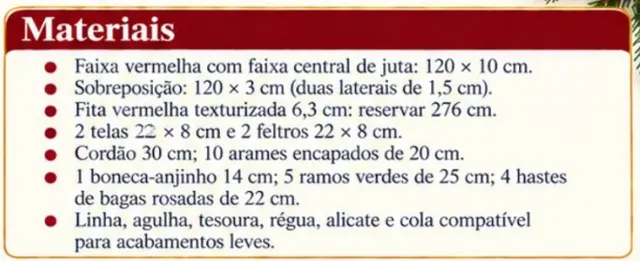 Materiais
• Faixa vermelha com faixa central de juta: 120 × 10 cm.
• Sobreposição: 120 × 3 cm (duas laterais de 1,5 cm).
• Fita vermelha texturizada 6,3 cm: reservar 276 cm.
• 2 telas 22 × 8 cm e 2 feltros 22 × 8 cm.
• Cordão 30 cm; 10 arames encapados de 20 cm.
• 1 boneca-anjinho 14 cm; 5 ramos verdes de 25 cm; 4 hastes
de bagas rosadas de 22 cm.
• Linha, agulha, tesoura, régua, alicate e cola compatível
para acabamentos leves.